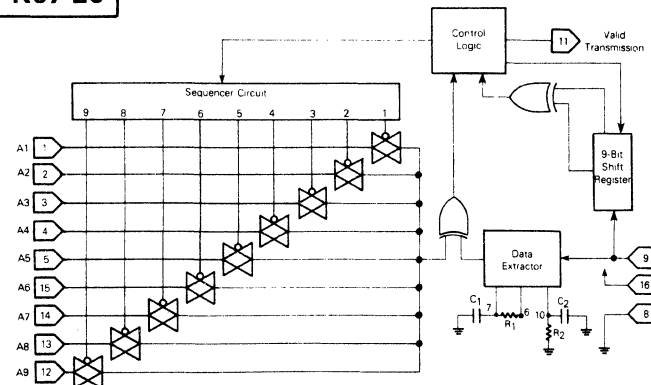 Control
Logic
11
Valid
Transmission
Sequencer Circuit
9 8 7 6 5 4 3 2 1
A1 1
A2 2
A3 3
A4 4
A5 5
A6 15
A7 14
A8 13
A9 12
9-Bit
Shift
Register
Data
Extractor
9
16
8
C1 7 R1 6 10 C2
R2